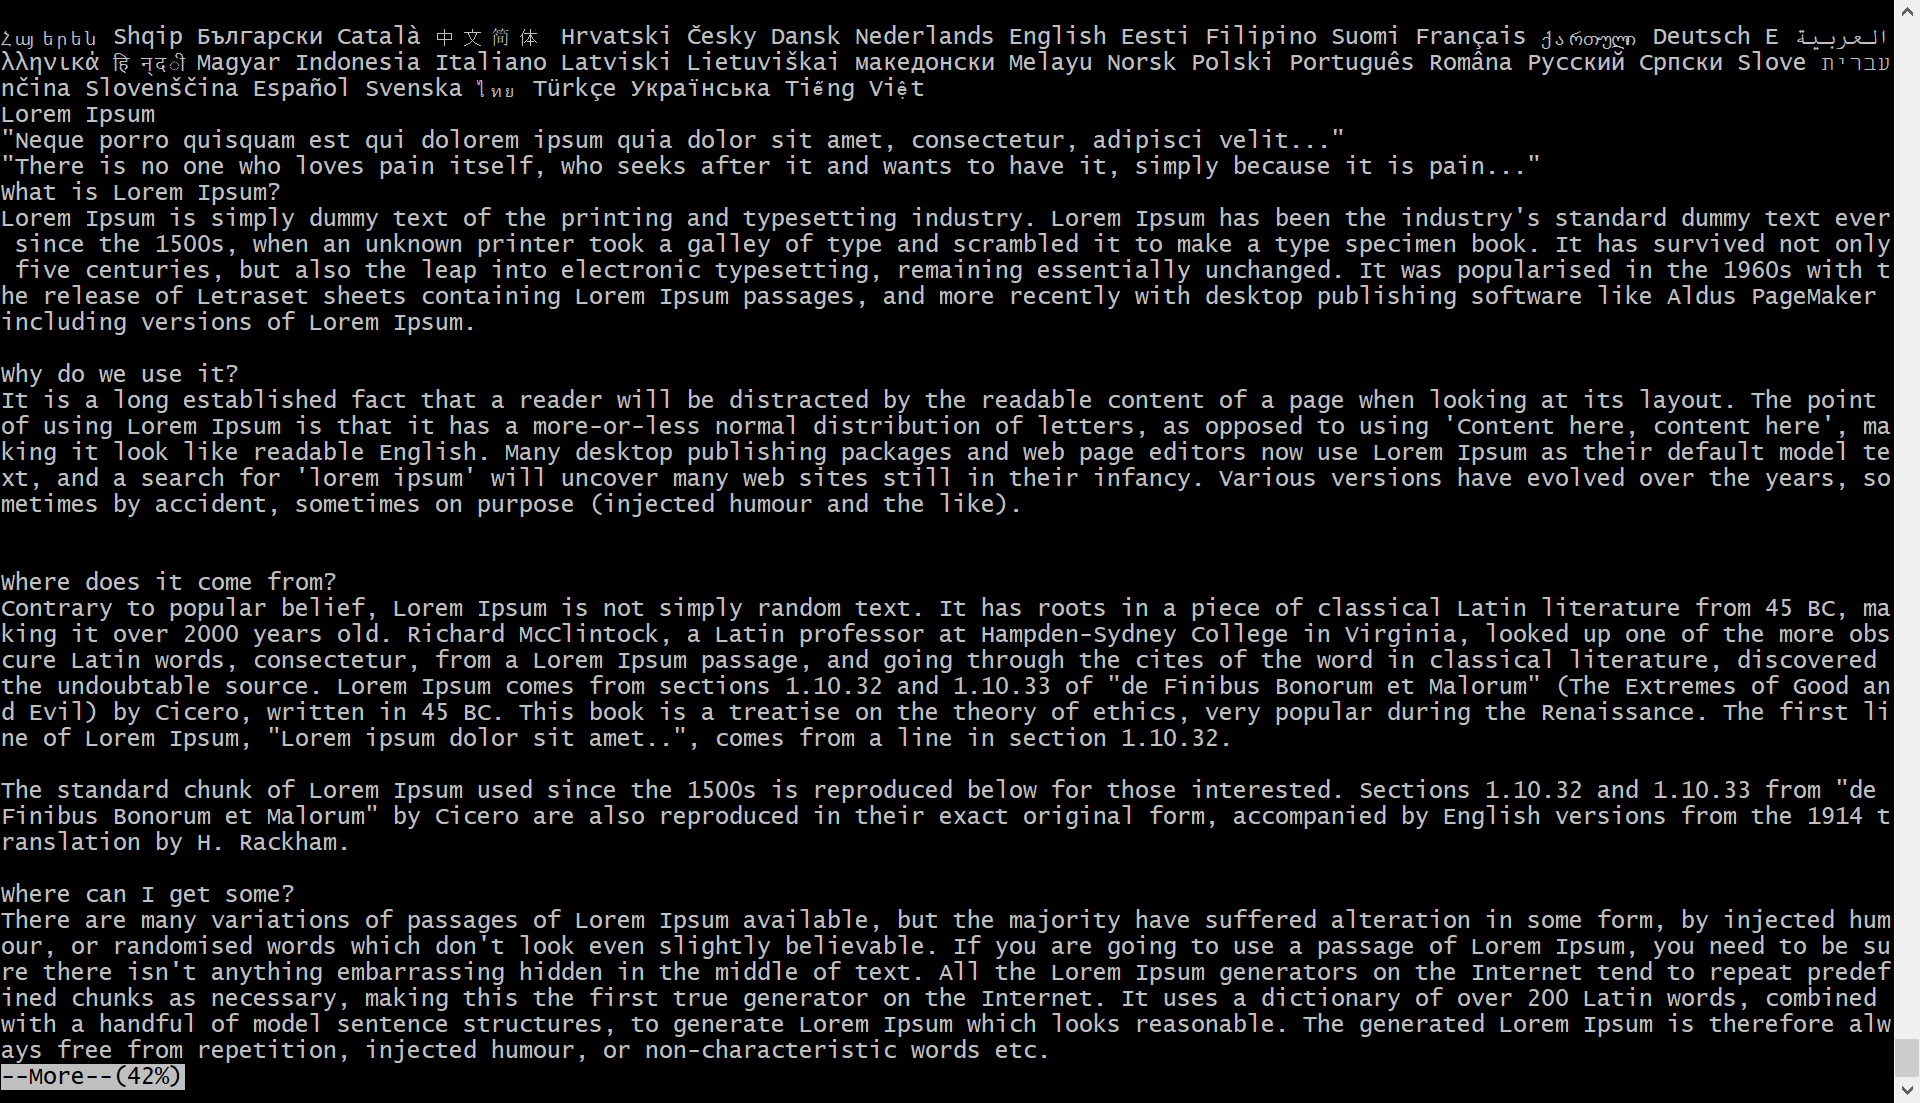 Հայերեն Shqip Български Català 中文简体 Hrvatski Česky Dansk Nederlands English Eesti Filipino Suomi Français ქართული Deutsch E العربية
λληνικά हिन्दी Magyar Indonesia Italiano Latviski Lietuviškai македонски Melayu Norsk Polski Português Româna Pyccкий Српски Slove עברית
nčina Slovenščina Español Svenska ไทย Türkçe Українська Tiếng Việt
Lorem Ipsum
"Neque porro quisquam est qui dolorem ipsum quia dolor sit amet, consectetur, adipisci velit..."
"There is no one who loves pain itself, who seeks after it and wants to have it, simply because it is pain..."
What is Lorem Ipsum?
Lorem Ipsum is simply dummy text of the printing and typesetting industry. Lorem Ipsum has been the industry's standard dummy text ever
since the 1500s, when an unknown printer took a galley of type and scrambled it to make a type specimen book. It has survived not only
five centuries, but also the leap into electronic typesetting, remaining essentially unchanged. It was popularised in the 1960s with t
he release of Letraset sheets containing Lorem Ipsum passages, and more recently with desktop publishing software like Aldus PageMaker
including versions of Lorem Ipsum.
Why do we use it?
It is a long established fact that a reader will be distracted by the readable content of a page when looking at its layout. The point
of using Lorem Ipsum is that it has a more-or-less normal distribution of letters, as opposed to using 'Content here, content here', ma
king it look like readable English. Many desktop publishing packages and web page editors now use Lorem Ipsum as their default model te
xt, and a search for 'lorem ipsum' will uncover many web sites still in their infancy. Various versions have evolved over the years, so
metimes by accident, sometimes on purpose (injected humour and the like).
Where does it come from?
Contrary to popular belief, Lorem Ipsum is not simply random text. It has roots in a piece of classical Latin literature from 45 BC, ma
king it over 2000 years old. Richard McClintock, a Latin professor at Hampden-Sydney College in Virginia, looked up one of the more obs
cure Latin words, consectetur, from a Lorem Ipsum passage, and going through the cites of the word in classical literature, discovered
the undoubtable source. Lorem Ipsum comes from sections 1.10.32 and 1.10.33 of "de Finibus Bonorum et Malorum" (The Extremes of Good an
d Evil) by Cicero, written in 45 BC. This book is a treatise on the theory of ethics, very popular during the Renaissance. The first li
ne of Lorem Ipsum, "Lorem ipsum dolor sit amet..", comes from a line in section 1.10.32.
The standard chunk of Lorem Ipsum used since the 1500s is reproduced below for those interested. Sections 1.10.32 and 1.10.33 from "de
Finibus Bonorum et Malorum" by Cicero are also reproduced in their exact original form, accompanied by English versions from the 1914 t
ranslation by H. Rackham.
Where can I get some?
There are many variations of passages of Lorem Ipsum available, but the majority have suffered alteration in some form, by injected hum
our, or randomised words which don't look even slightly believable. If you are going to use a passage of Lorem Ipsum, you need to be su
re there isn't anything embarrassing hidden in the middle of text. All the Lorem Ipsum generators on the Internet tend to repeat predef
ined chunks as necessary, making this the first true generator on the Internet. It uses a dictionary of over 200 Latin words, combined
with a handful of model sentence structures, to generate Lorem Ipsum which looks reasonable. The generated Lorem Ipsum is therefore alw
ays free from repetition, injected humour, or non-characteristic words etc.
--More--(42%)